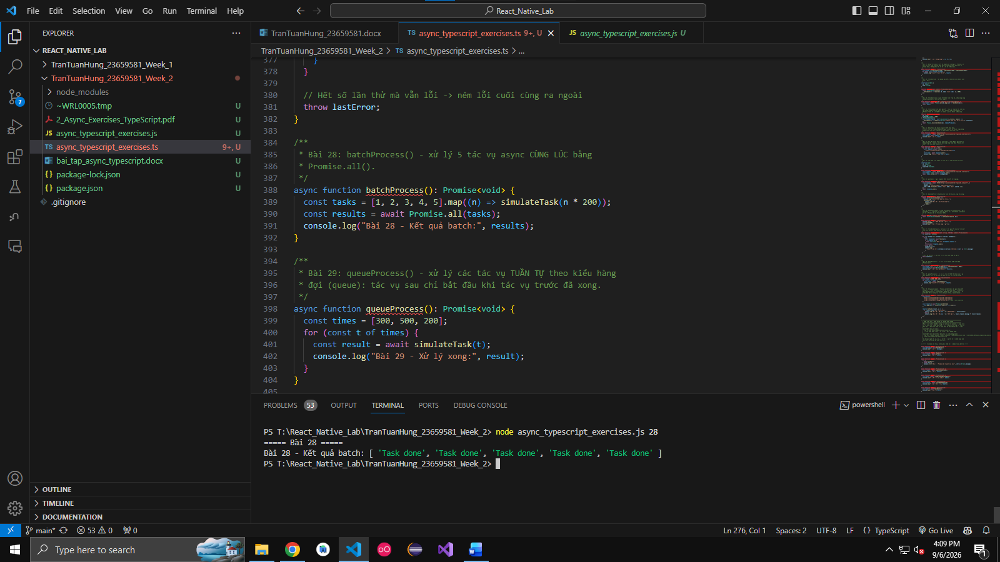 File Edit Selection View Go Run Terminal Help
React_Native_Lab
EXPLORER
REACT_NATIVE_LAB
TranTuanHung_23659581_Week_1
TranTuanHung_23659581_Week_2
node_modules
~WRL0005.tmp U
2_Async_Exercises_TypeScript.pdf U
JS async_typescript_exercises.js U
TS async_typescript_exercises.ts 9+, U
bai_tap_async_typescript.docx U
{} package-lock.json U
{} package.json U
.gitignore
7
OUTLINE
TIMELINE
DOCUMENTATION
TranTuanHung_23659581.docx
TS async_typescript_exercises.ts 9+, U
JS async_typescript_exercises.js U
TranTuanHung_23659581_Week_2 > TS async_typescript_exercises.ts > ...
377 }
378 }
379
380 // Hết số lần thử mà vẫn lỗi -> ném lỗi cuối cùng ra ngoài
381 throw lastError;
382 }
383
384 /**
385 * Bài 28: batchProcess() - xử lý 5 tác vụ async CÙNG LÚC bằng
386 * Promise.all().
387 */
388 async function batchProcess(): Promise<void> {
389 const tasks = [1, 2, 3, 4, 5].map((n) => simulateTask(n * 200));
390 const results = await Promise.all(tasks);
391 console.log("Bài 28 - Kết quả batch:", results);
392 }
393
394 /**
395 * Bài 29: queueProcess() - xử lý các tác vụ TUẦN TỰ theo kiểu hàng
396 * đợi (queue): tác vụ sau chỉ bắt đầu khi tác vụ trước đã xong.
397 */
398 async function queueProcess(): Promise<void> {
399 const times = [300, 500, 200];
400 for (const t of times) {
401 const result = await simulateTask(t);
402 console.log("Bài 29 - Xử lý xong:", result);
403 }
404 }
405
PROBLEMS 53 OUTPUT TERMINAL PORTS DEBUG CONSOLE
powershell
PS T:\React_Native_Lab\TranTuanHung_23659581_Week_2> node async_typescript_exercises.js 28
===== Bài 28 =====
Bài 28 - Kết quả batch: [ 'Task done', 'Task done', 'Task done', 'Task done', 'Task done' ]
PS T:\React_Native_Lab\TranTuanHung_23659581_Week_2>
main* 53 0 0
Ln 276, Col 1 Spaces: 2 UTF-8 LF {} TypeScript Go Live
Type here to search
4:09 PM
9/6/2026
1